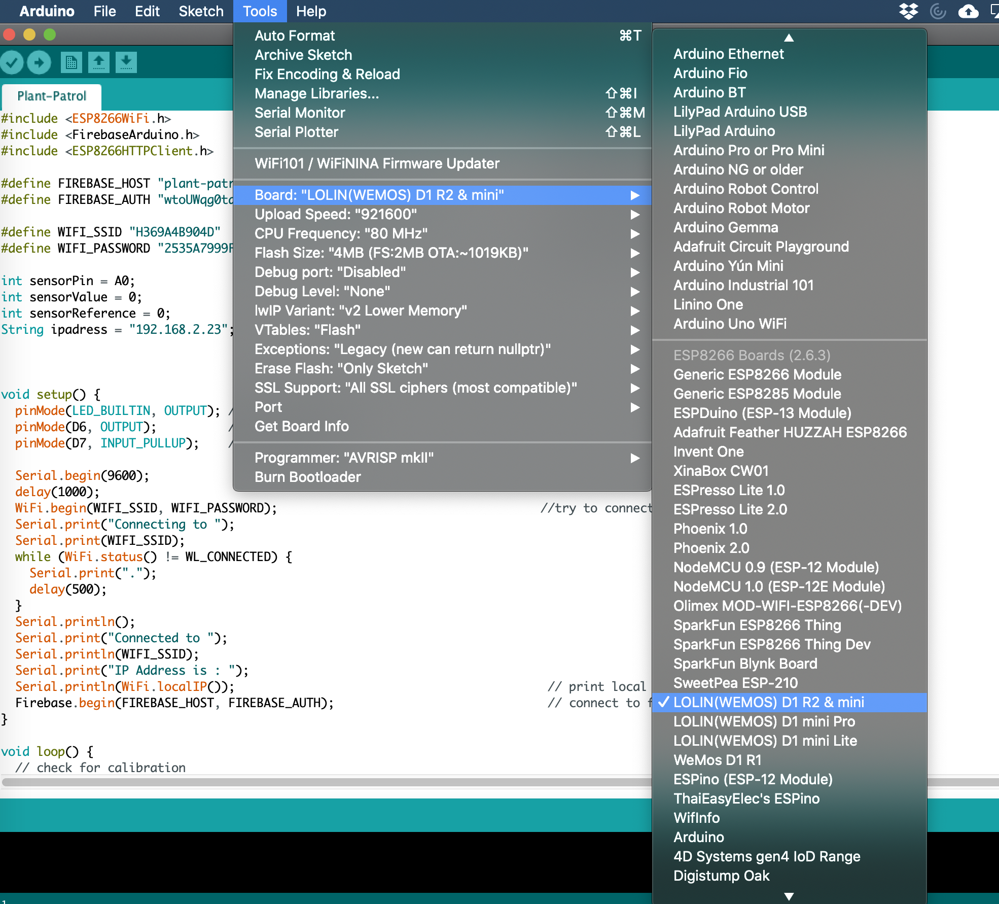 Arduino File Edit Sketch Tools Help
Plant-Patrol
#include <ESP8266WiFi.h>
#include <FirebaseArduino.h>
#include <ESP8266HTTPClient.h>
#define FIREBASE_HOST "plant-patr
#define FIREBASE_AUTH "wtoUWqg0t
#define WIFI_SSID "H369A4B904D"
#define WIFI_PASSWORD "2535A7999F
int sensorPin = A0;
int sensorValue = 0;
int sensorReference = 0;
String ipadress = "192.168.2.23";
void setup() {
pinMode(LED_BUILTIN, OUTPUT); /
pinMode(D6, OUTPUT); /
pinMode(D7, INPUT_PULLUP); /
Serial.begin(9600);
delay(1000);
WiFi.begin(WIFI_SSID, WIFI_PASSWORD); //try to connect
Serial.print("Connecting to ");
Serial.print(WIFI_SSID);
while (WiFi.status() != WL_CONNECTED) {
Serial.print(".");
delay(500);
}
Serial.println();
Serial.print("Connected to ");
Serial.println(WIFI_SSID);
Serial.print("IP Address is : ");
Serial.println(WiFi.localIP()); // print local
Firebase.begin(FIREBASE_HOST, FIREBASE_AUTH); // connect to f
}
void loop() {
// check for calibration
Auto Format ⌘T
Archive Sketch
Fix Encoding & Reload
Manage Libraries... ⇧⌘I
Serial Monitor ⇧⌘M
Serial Plotter ⇧⌘L
WiFi101 / WiFiNINA Firmware Updater
Board: "LOLIN(WEMOS) D1 R2 & mini"
Upload Speed: "921600"
CPU Frequency: "80 MHz"
Flash Size: "4MB (FS:2MB OTA:~1019KB)"
Debug port: "Disabled"
Debug Level: "None"
lwIP Variant: "v2 Lower Memory"
VTables: "Flash"
Exceptions: "Legacy (new can return nullptr)"
Erase Flash: "Only Sketch"
SSL Support: "All SSL ciphers (most compatible)"
Port
Get Board Info
Programmer: "AVRISP mkII"
Burn Bootloader
Arduino Ethernet
Arduino Fio
Arduino BT
LilyPad Arduino USB
LilyPad Arduino
Arduino Pro or Pro Mini
Arduino NG or older
Arduino Robot Control
Arduino Robot Motor
Arduino Gemma
Adafruit Circuit Playground
Arduino Yún Mini
Arduino Industrial 101
Linino One
Arduino Uno WiFi
ESP8266 Boards (2.6.3)
Generic ESP8266 Module
Generic ESP8285 Module
ESPDuino (ESP-13 Module)
Adafruit Feather HUZZAH ESP8266
Invent One
XinaBox CW01
ESPresso Lite 1.0
ESPresso Lite 2.0
Phoenix 1.0
Phoenix 2.0
NodeMCU 0.9 (ESP-12 Module)
NodeMCU 1.0 (ESP-12E Module)
Olimex MOD-WIFI-ESP8266(-DEV)
SparkFun ESP8266 Thing
SparkFun ESP8266 Thing Dev
SparkFun Blynk Board
SweetPea ESP-210
✓ LOLIN(WEMOS) D1 R2 & mini
LOLIN(WEMOS) D1 mini Pro
LOLIN(WEMOS) D1 mini Lite
WeMos D1 R1
ESPino (ESP-12 Module)
ThaiEasyElec's ESPino
WifInfo
Arduino
4D Systems gen4 IoD Range
Digistump Oak